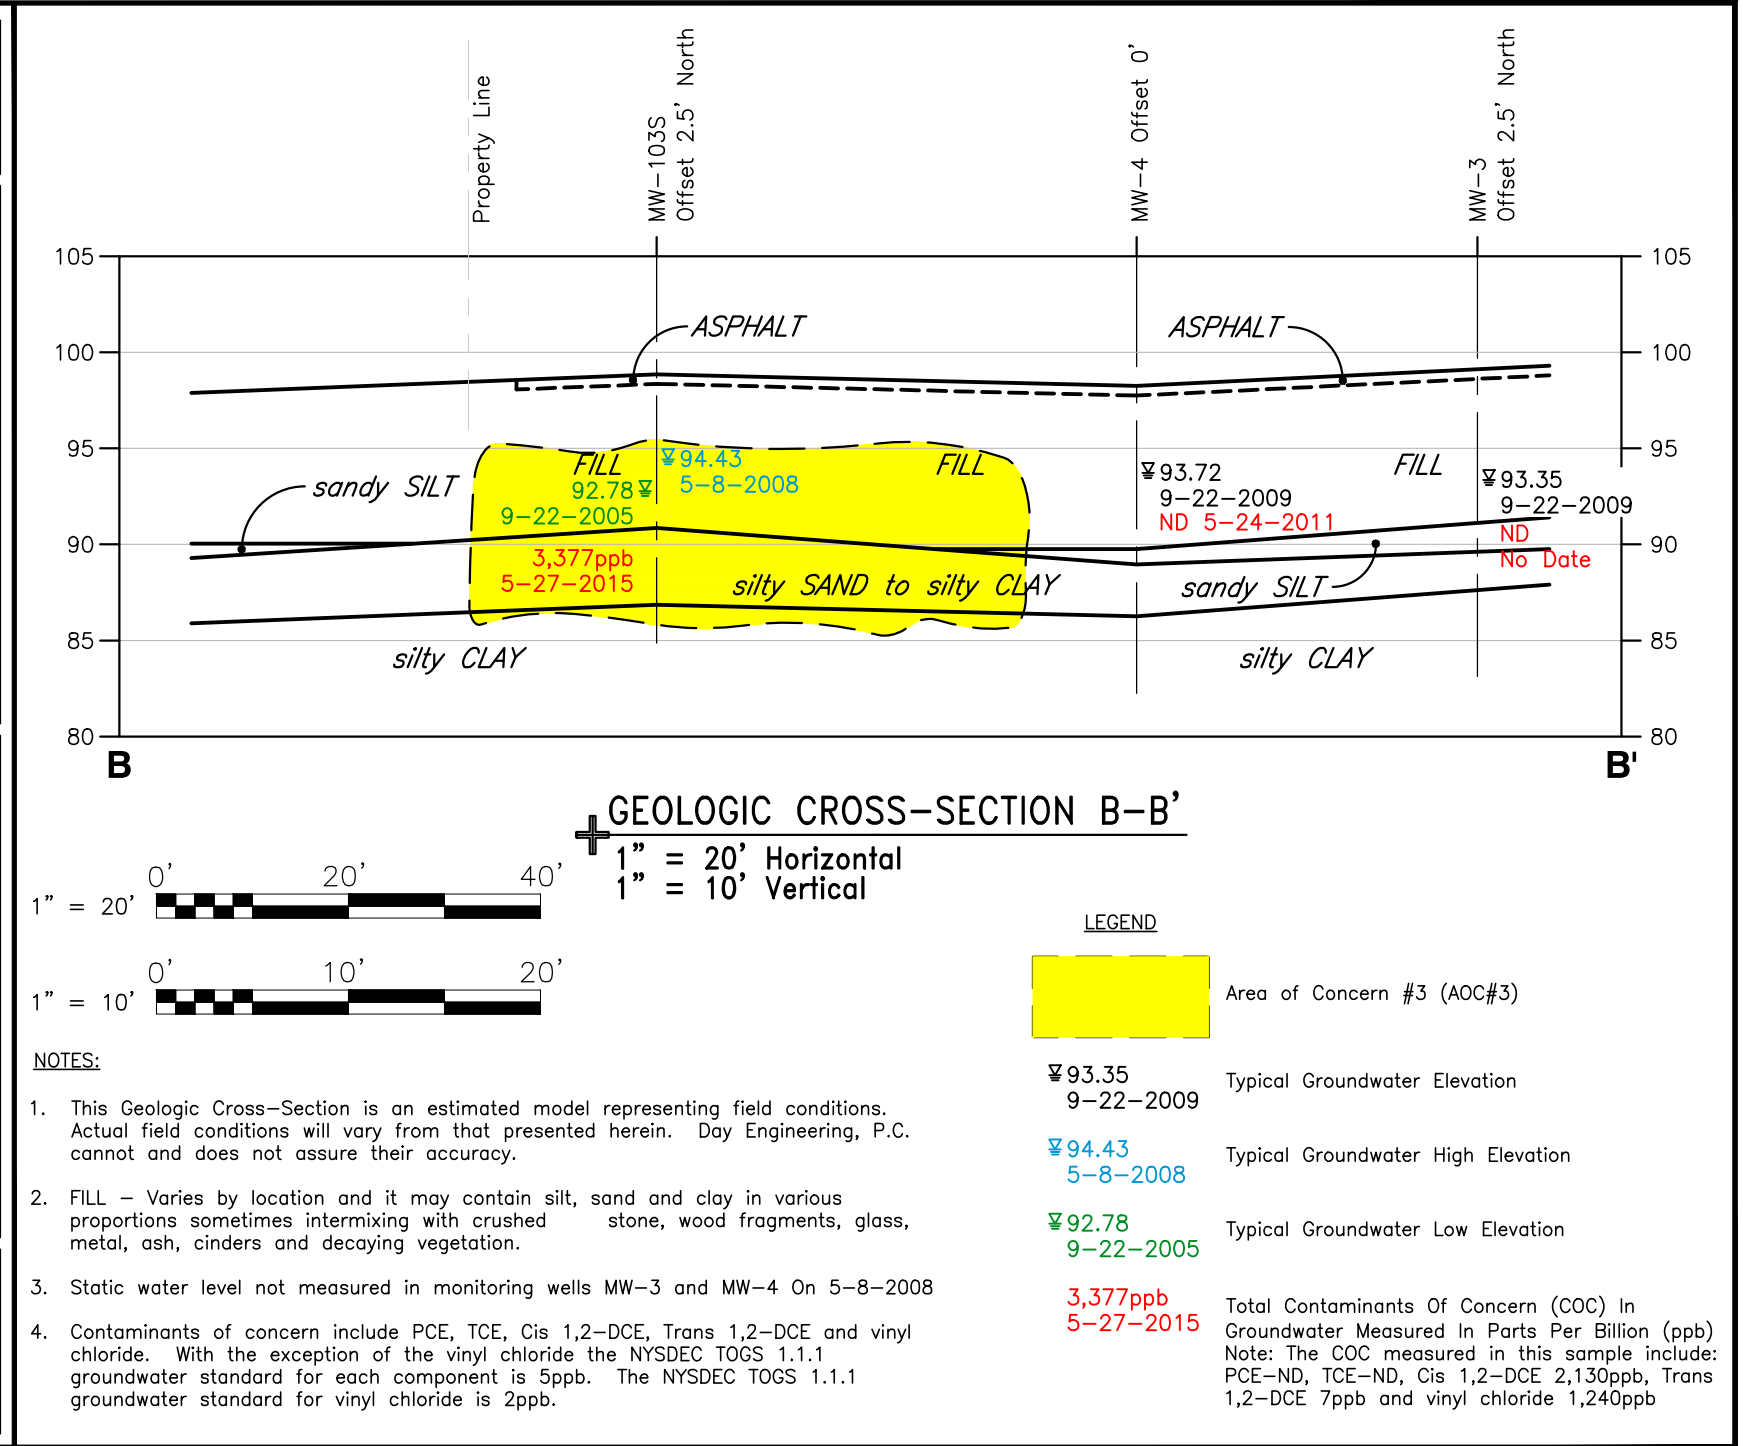 Property Line
MW-103S
Offset 2.5' North
MW-4 Offset 0'
MW-3
Offset 2.5' North
105
105
ASPHALT
ASPHALT
100
100
95
95
FILL
94.43
5-8-2008
FILL
93.72
9-22-2009
ND 5-24-2011
FILL
93.35
9-22-2009
ND
No Date
sandy SILT
92.78
9-22-2005
90
90
3,377ppb
5-27-2015
silty SAND to silty CLAY
sandy SILT
85
85
silty CLAY
silty CLAY
80
80
B
B'
GEOLOGIC CROSS-SECTION B-B'
1" = 20' Horizontal
1" = 10' Vertical
0' 20' 40'
1" = 20'
0' 10' 20'
1" = 10'
LEGEND
Area of Concern #3 (AOC#3)
93.35
9-22-2009
Typical Groundwater Elevation
94.43
5-8-2008
Typical Groundwater High Elevation
92.78
9-22-2005
Typical Groundwater Low Elevation
3,377ppb
5-27-2015
Total Contaminants Of Concern (COC) In
Groundwater Measured In Parts Per Billion (ppb)
Note: The COC measured in this sample include:
PCE-ND, TCE-ND, Cis 1,2-DCE 2,130ppb, Trans
1,2-DCE 7ppb and vinyl chloride 1,240ppb
NOTES:
1. This Geologic Cross-Section is an estimated model representing field conditions.
Actual field conditions will vary from that presented herein. Day Engineering, P.C.
cannot and does not assure their accuracy.
2. FILL - Varies by location and it may contain silt, sand and clay in various
proportions sometimes intermixing with crushed stone, wood fragments, glass,
metal, ash, cinders and decaying vegetation.
3. Static water level not measured in monitoring wells MW-3 and MW-4 On 5-8-2008
4. Contaminants of concern include PCE, TCE, Cis 1,2-DCE, Trans 1,2-DCE and vinyl
chloride. With the exception of the vinyl chloride the NYSDEC TOGS 1.1.1
groundwater standard for each component is 5ppb. The NYSDEC TOGS 1.1.1
groundwater standard for vinyl chloride is 2ppb.